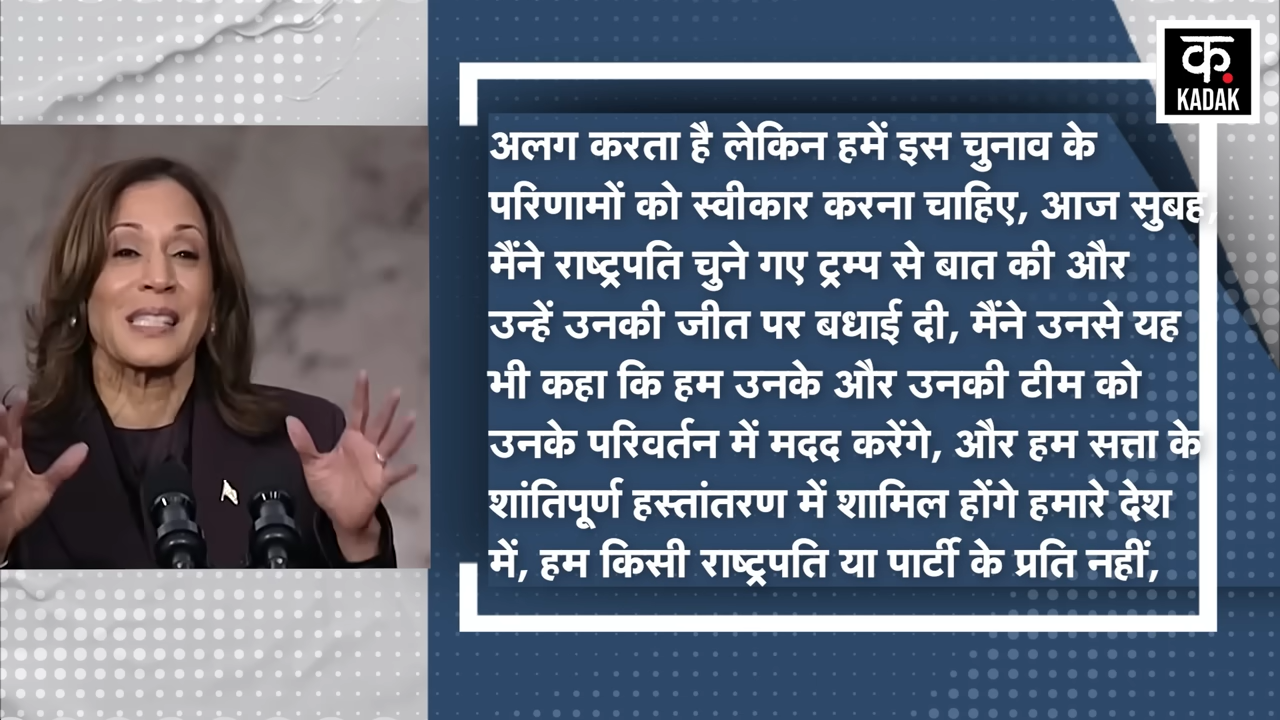 क
KADAK
अलग करता है लेकिन हमें इस चुनाव के
परिणामों को स्वीकार करना चाहिए, आज सुबह,
मैंने राष्ट्रपति चुने गए ट्रम्प से बात की और
उन्हें उनकी जीत पर बधाई दी, मैंने उनसे यह
भी कहा कि हम उनके और उनकी टीम को
उनके परिवर्तन में मदद करेंगे, और हम सत्ता के
शांतिपूर्ण हस्तांतरण में शामिल होंगे हमारे देश
में, हम किसी राष्ट्रपति या पार्टी के प्रति नहीं,